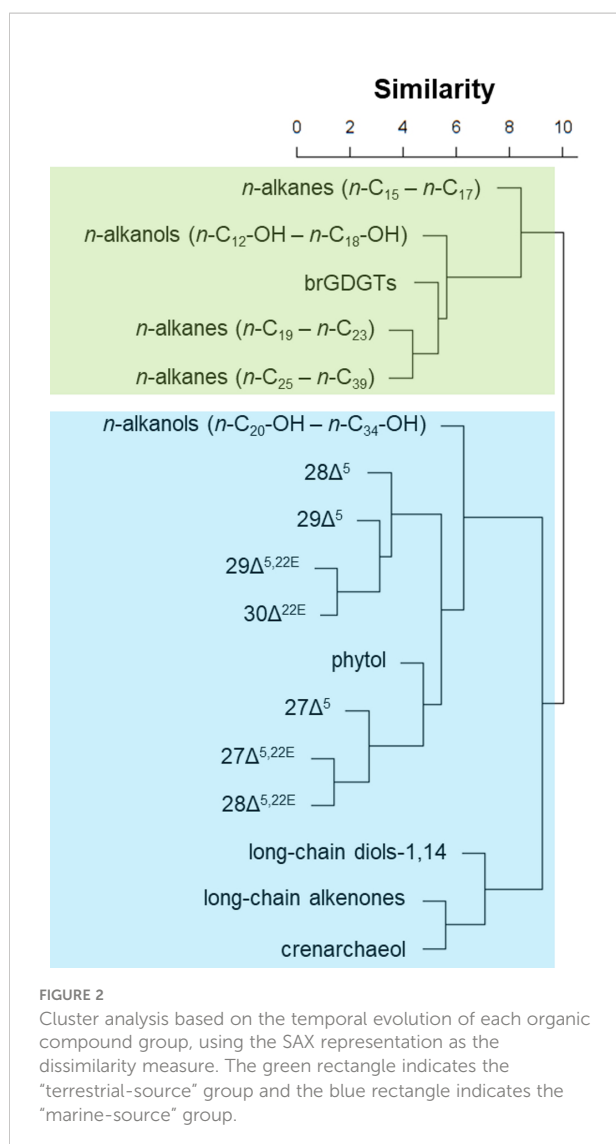 Similarity
0 2 4 6 8 10
n-alkanes (n-C₁₅ – n-C₁₇)
n-alkanols (n-C₁₂-OH – n-C₁₈-OH)
brGDGTs
n-alkanes (n-C₁₉ – n-C₂₃)
n-alkanes (n-C₂₅ – n-C₃₉)
n-alkanols (n-C₂₀-OH – n-C₃₄-OH)
28Δ⁵
29Δ⁵
29Δ⁵,²²ᴱ
30Δ²²ᴱ
phytol
27Δ⁵
27Δ⁵,²²ᴱ
28Δ⁵,²²ᴱ
long-chain diols-1,14
long-chain alkenones
crenarchaeol
FIGURE 2
Cluster analysis based on the temporal evolution of each organic
compound group, using the SAX representation as the
dissimilarity measure. The green rectangle indicates the
“terrestrial-source” group and the blue rectangle indicates the
“marine-source” group.